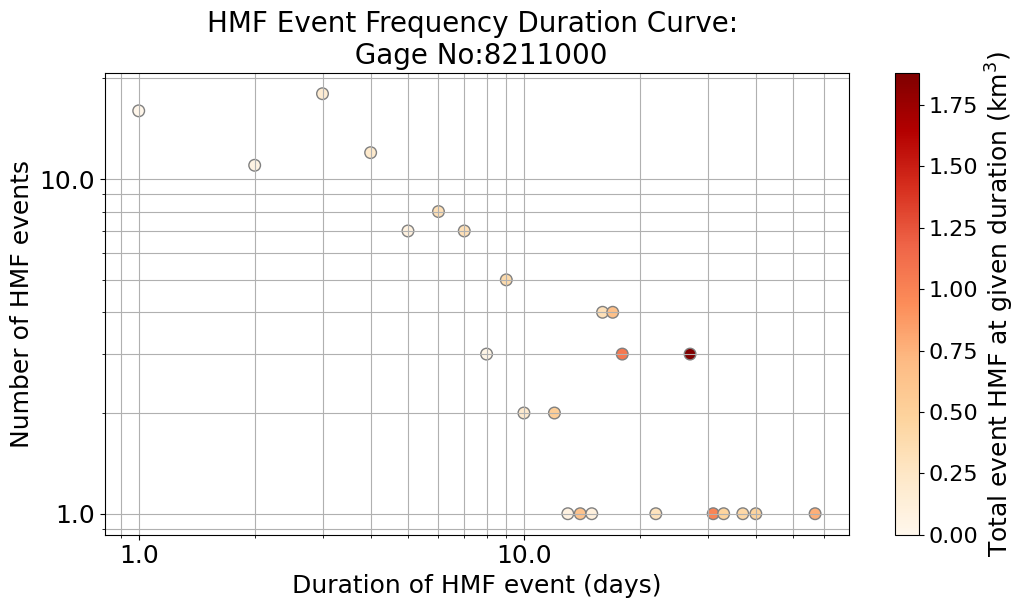 HMF Event Frequency Duration Curve:
Gage No:8211000
Number of HMF events
10.0
1.0
1.0
10.0
Duration of HMF event (days)
1.75
1.50
1.25
1.00
0.75
0.50
0.25
0.00
Total event HMF at given duration (km³)